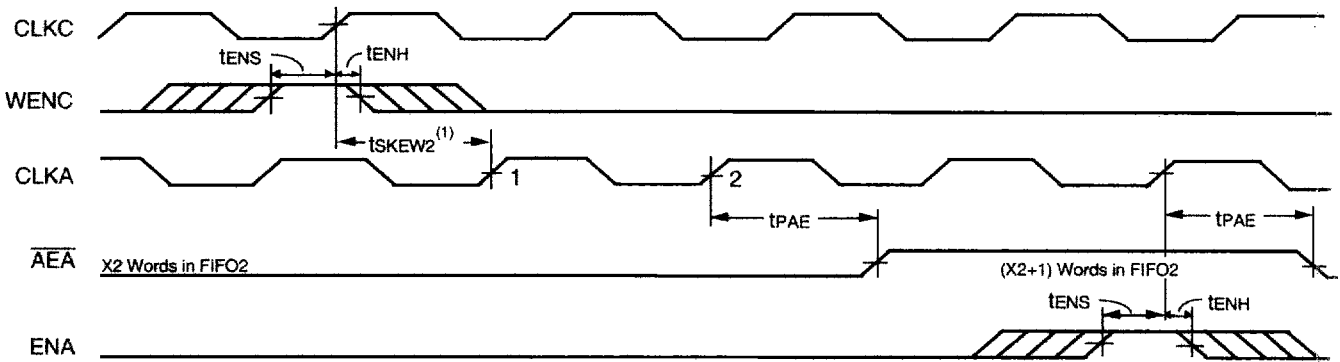 CLKC
tENS
tENH
WENC
tSKEW2(1)
CLKA
1
2
tPAE
tPAE
AEA
X2 Words in FIFO2
(X2+1) Words in FIFO2
tENS
tENH
ENA